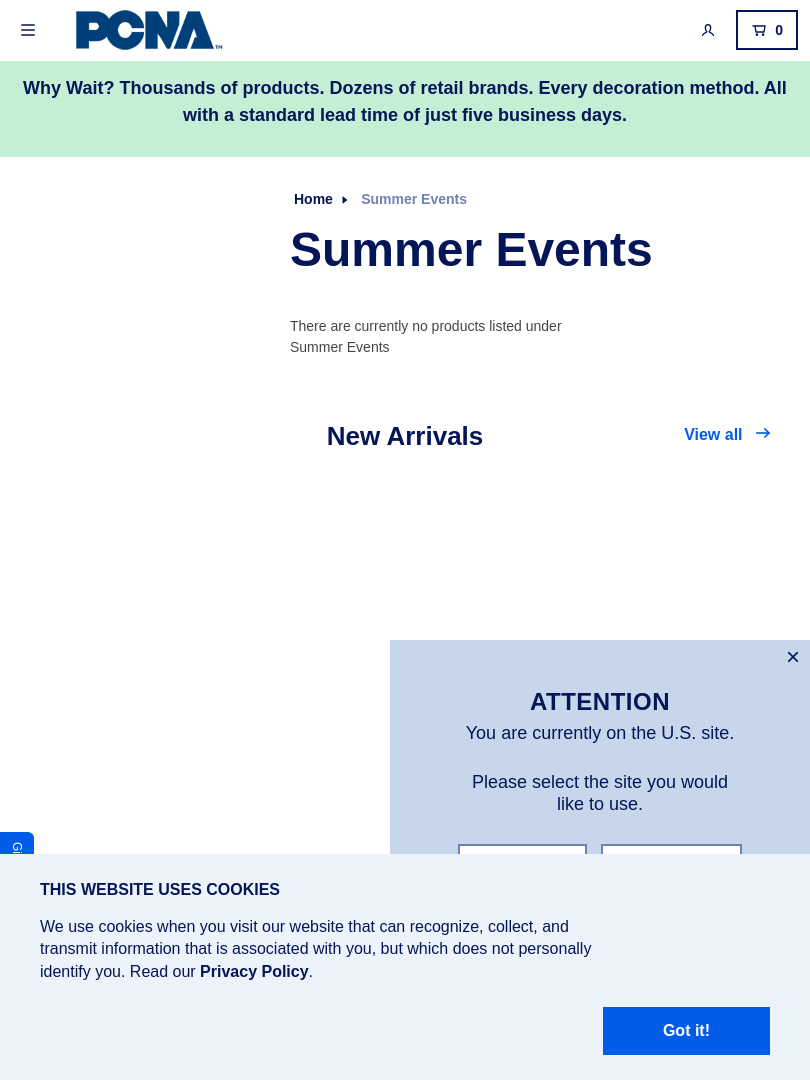 PCNA™
0
Why Wait? Thousands of products. Dozens of retail brands. Every decoration method. All
with a standard lead time of just five business days.
Home
Summer Events
Summer Events
There are currently no products listed under
Summer Events
New Arrivals
View all
ATTENTION
You are currently on the U.S. site.
Please select the site you would
like to use.
THIS WEBSITE USES COOKIES
We use cookies when you visit our website that can recognize, collect, and
transmit information that is associated with you, but which does not personally
identify you. Read our Privacy Policy.
Got it!